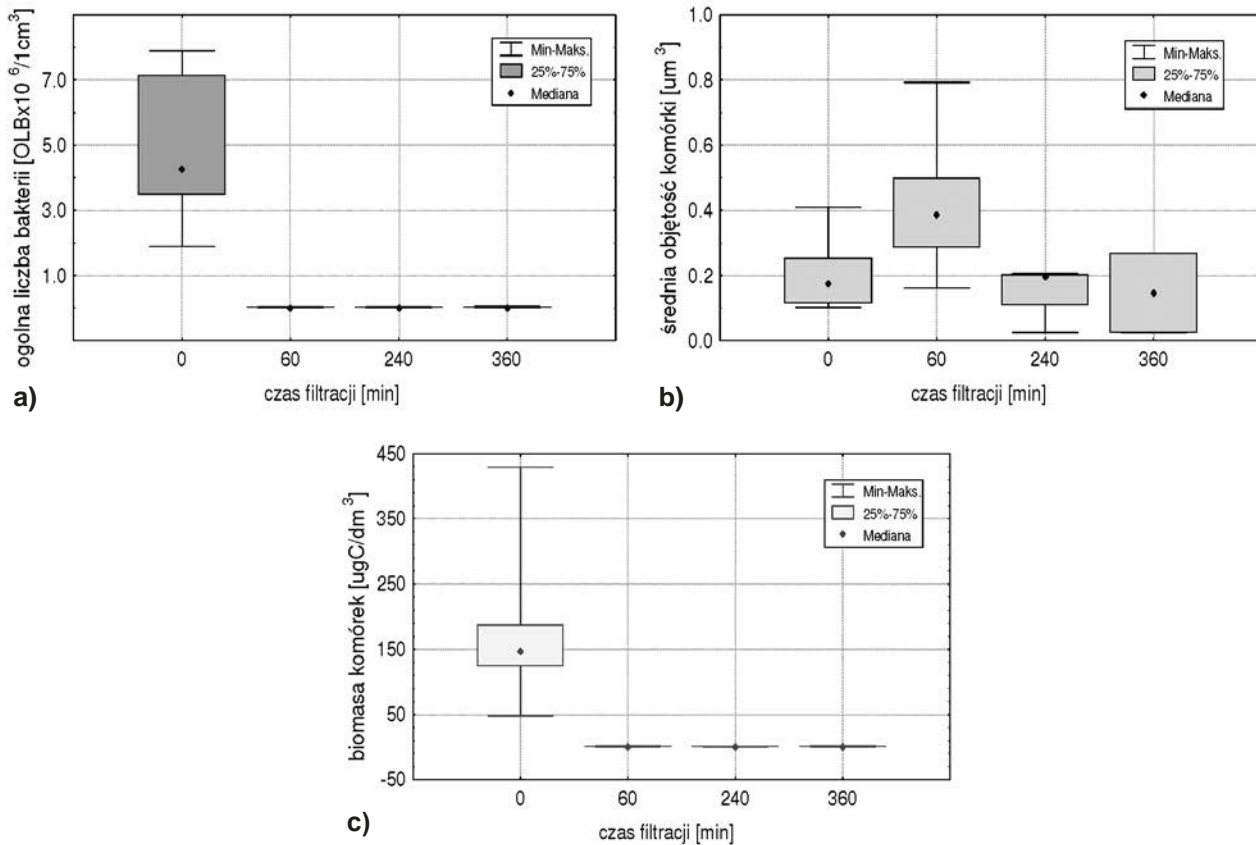 ogolna liczba bakterii [OLBx10 ⁶/1cm³]
7.0
5.0
3.0
1.0
Min-Maks.
25%-75%
Mediana
0 60 240 360
czas filtracji [min]
a)
średnia objętość komórki [um ³]
1.0
0.8
0.6
0.4
0.2
0.0
Min-Maks.
25%-75%
Mediana
0 60 240 360
czas filtracji [min]
b)
biomasa komórek [ugC/dm ³]
450
350
250
150
50
-50
Min-Maks.
25%-75%
Mediana
0 60 240 360
czas filtracji [min]
c)